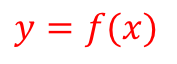 y = f(x)